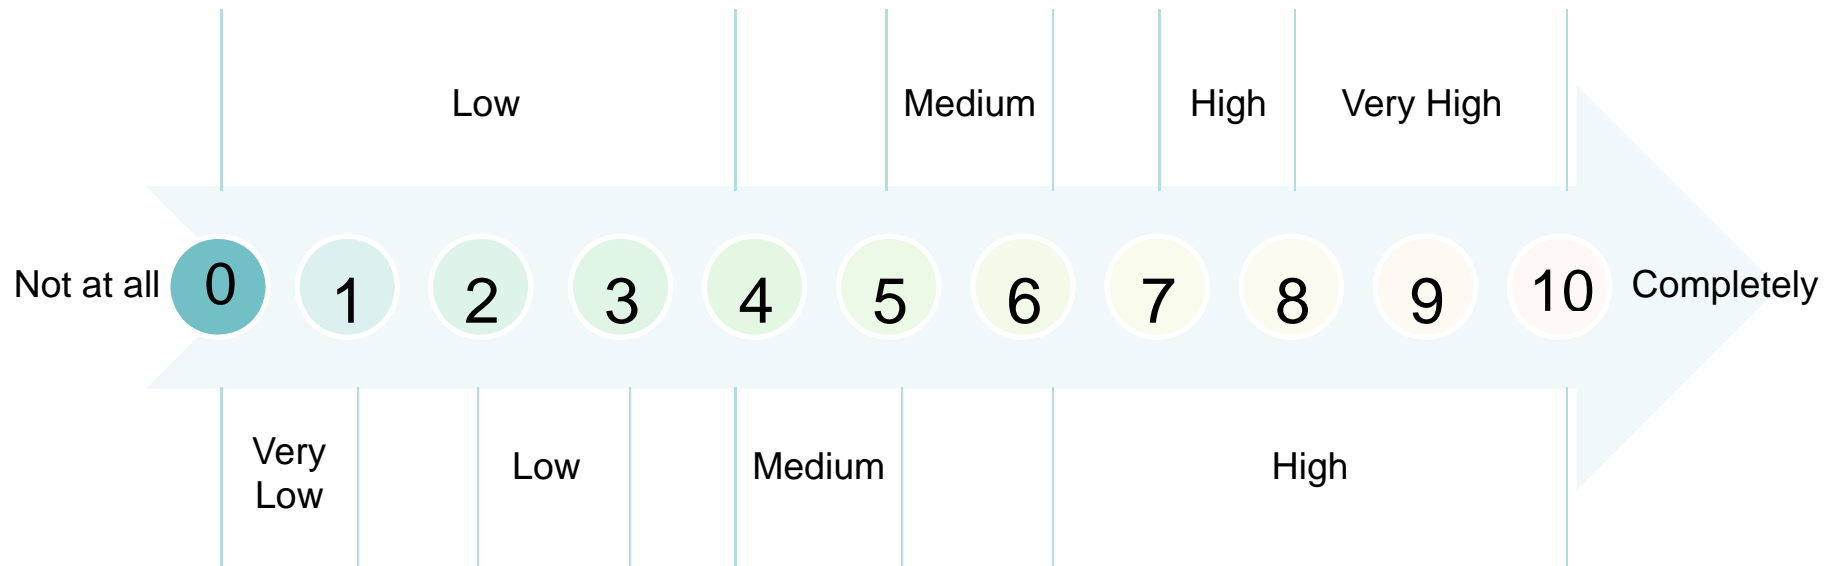 Low Medium High Very High
Not at all 0 1 2 3 4 5 6 7 8 9 10 Completely
Very
Low
Low Medium High